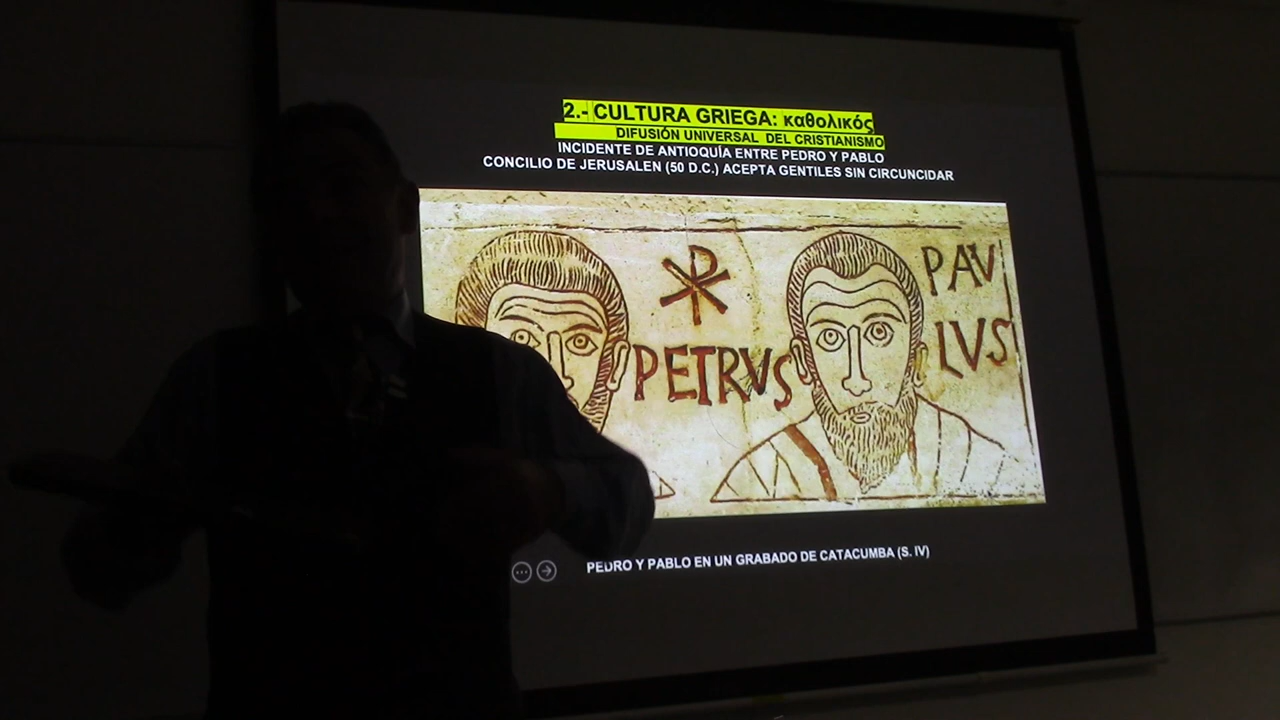 2.- CULTURA GRIEGA: καθολικός
DIFUSIÓN UNIVERSAL DEL CRISTIANISMO
INCIDENTE DE ANTIOQUÍA ENTRE PEDRO Y PABLO
CONCILIO DE JERUSALEN (50 D.C.) ACEPTA GENTILES SIN CIRCUNCIDAR
PETRVS
PAV
LVS
PEDRO Y PABLO EN UN GRABADO DE CATACUMBA (S. IV)